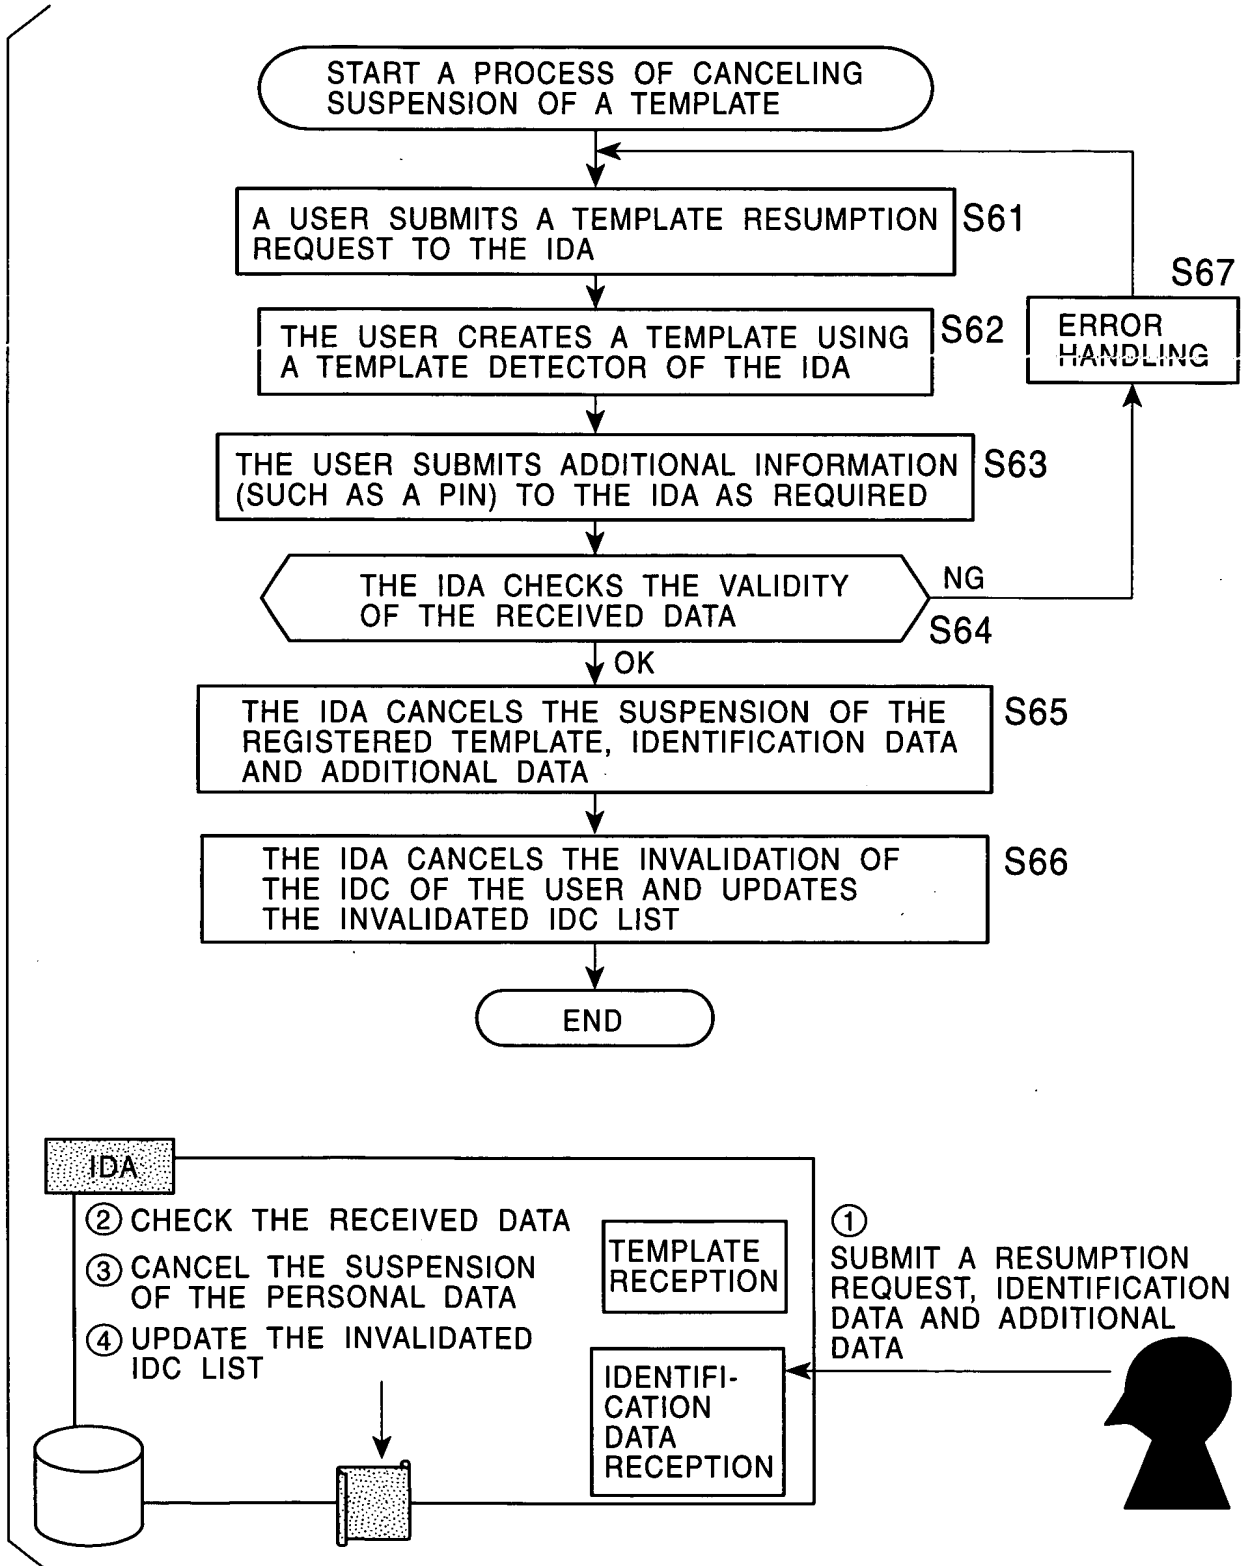 START A PROCESS OF CANCELING
SUSPENSION OF A TEMPLATE
A USER SUBMITS A TEMPLATE RESUMPTION
REQUEST TO THE IDA
S61
THE USER CREATES A TEMPLATE USING
A TEMPLATE DETECTOR OF THE IDA
S62
S67
ERROR
HANDLING
THE USER SUBMITS ADDITIONAL INFORMATION
(SUCH AS A PIN) TO THE IDA AS REQUIRED
S63
THE IDA CHECKS THE VALIDITY
OF THE RECEIVED DATA
NG
S64
OK
THE IDA CANCELS THE SUSPENSION OF THE
REGISTERED TEMPLATE, IDENTIFICATION DATA
AND ADDITIONAL DATA
S65
THE IDA CANCELS THE INVALIDATION OF
THE IDC OF THE USER AND UPDATES
THE INVALIDATED IDC LIST
S66
END
IDA
② CHECK THE RECEIVED DATA
③ CANCEL THE SUSPENSION
OF THE PERSONAL DATA
④ UPDATE THE INVALIDATED
IDC LIST
TEMPLATE
RECEPTION
IDENTIFI-
CATION
DATA
RECEPTION
①
SUBMIT A RESUMPTION
REQUEST, IDENTIFICATION
DATA AND ADDITIONAL
DATA